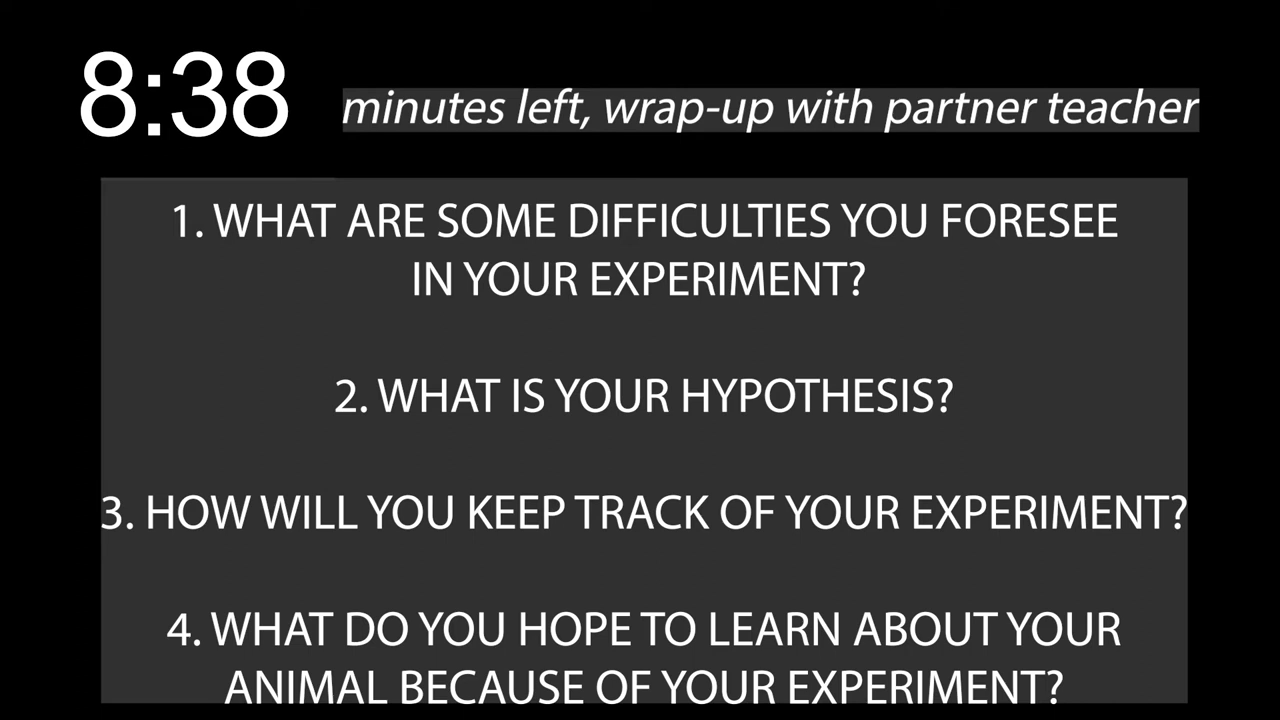 8:38 minutes left, wrap-up with partner teacher
1. WHAT ARE SOME DIFFICULTIES YOU FORESEE
IN YOUR EXPERIMENT?
2. WHAT IS YOUR HYPOTHESIS?
3. HOW WILL YOU KEEP TRACK OF YOUR EXPERIMENT?
4. WHAT DO YOU HOPE TO LEARN ABOUT YOUR
ANIMAL BECAUSE OF YOUR EXPERIMENT?